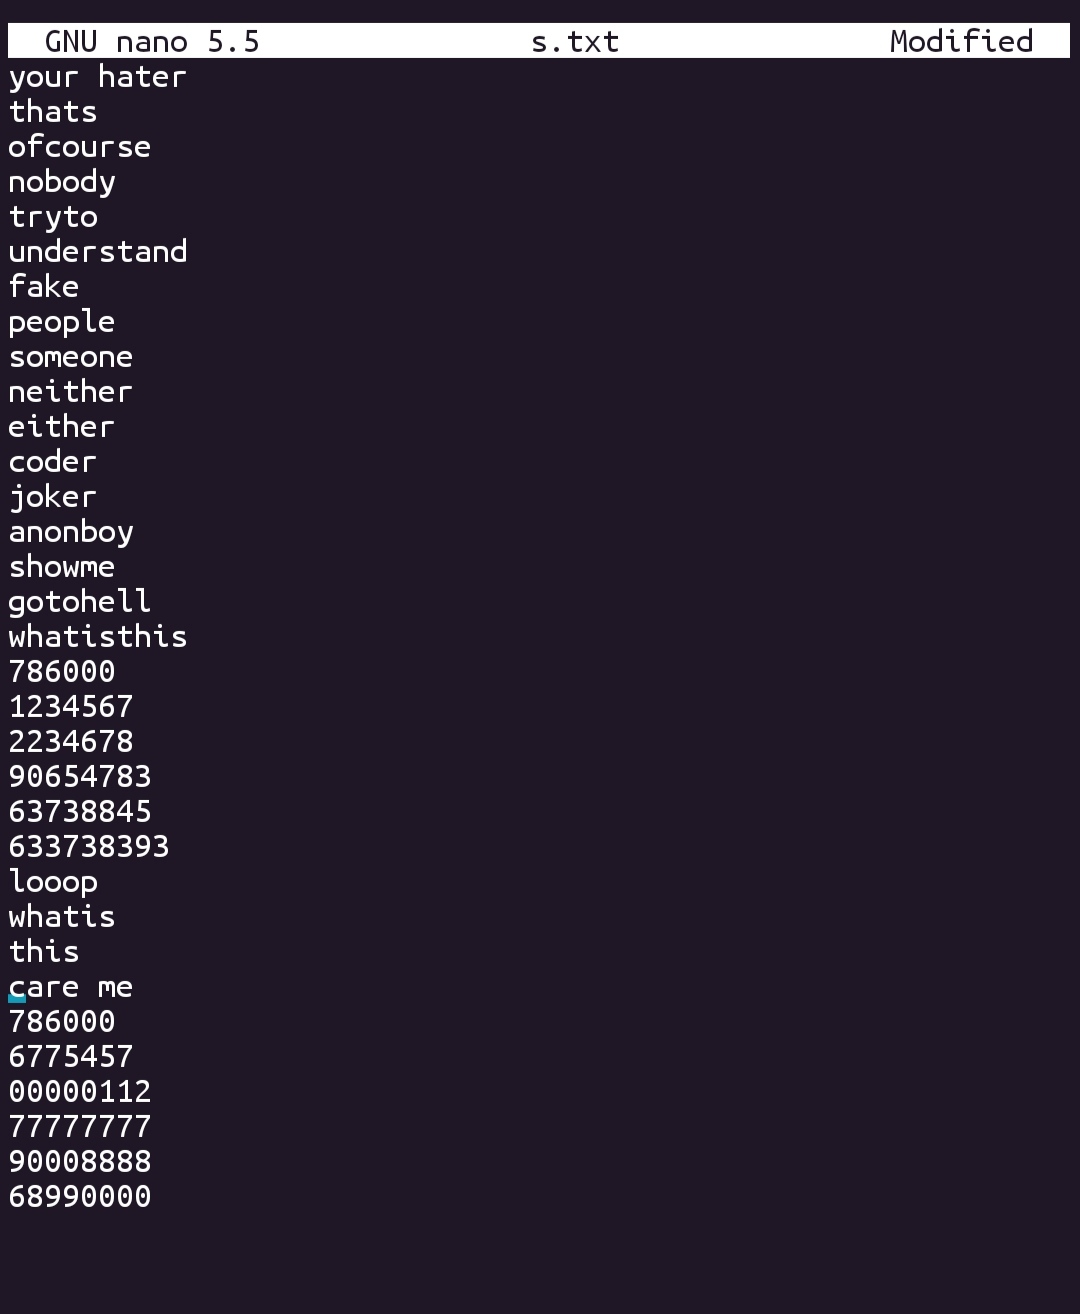 GNU nano 5.5 s.txt Modified
your hater
thats
ofcourse
nobody
tryto
understand
fake
people
someone
neither
either
coder
joker
anonboy
showme
gotohell
whatisthis
786000
1234567
2234678
90654783
63738845
633738393
looop
whatis
this
care me
786000
6775457
00000112
77777777
90008888
68990000